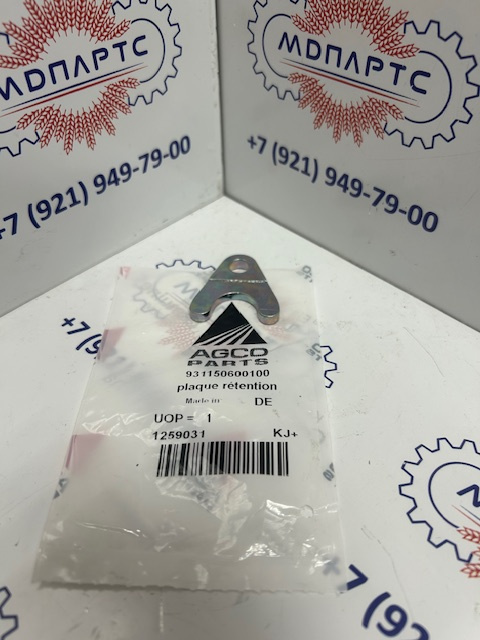 МДПАРТС
+7 (921) 949-79-00
МДПАРТС
+7 (921) 949-79-00
AGCO
PARTS
931150600100
plaque rétention
Made in DE
UOP = 1
1259031 KJ+